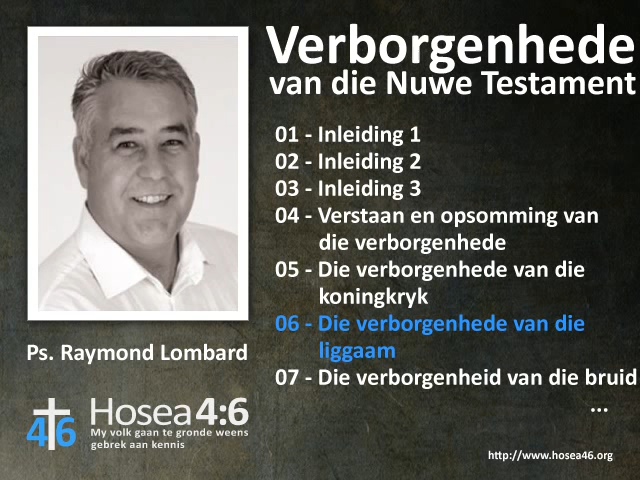 Verborgenhede
van die Nuwe Testament
01 - Inleiding 1
02 - Inleiding 2
03 - Inleiding 3
04 - Verstaan en opsomming van
die verborgenhede
05 - Die verborgenhede van die
koningkryk
06 - Die verborgenhede van die
liggaam
07 - Die verborgenheid van die bruid
...
Ps. Raymond Lombard
46
Hosea 4:6
My volk gaan te gronde weens
gebrek aan kennis
http://www.hosea46.org